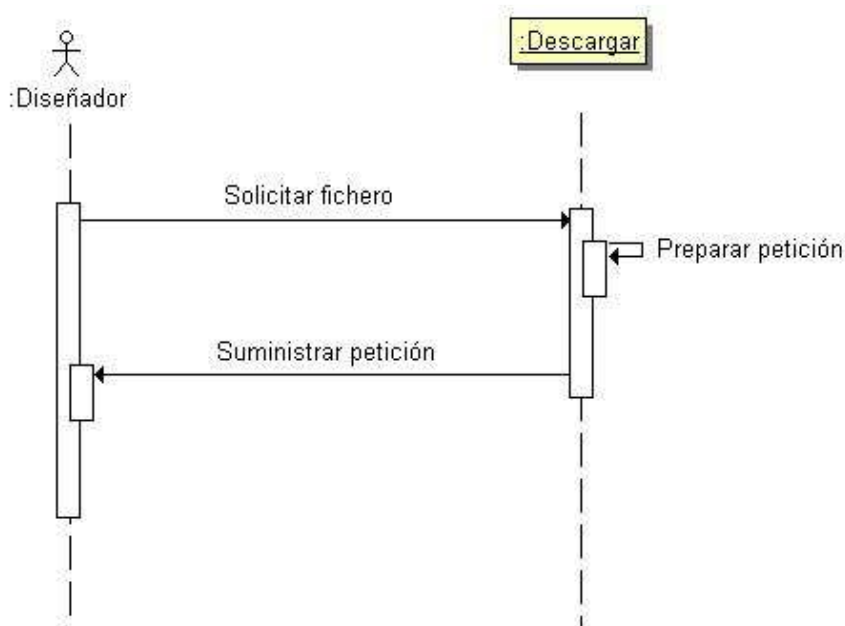 :Descargar
:Diseñador
Solicitar fichero
Preparar petición
Suministrar petición